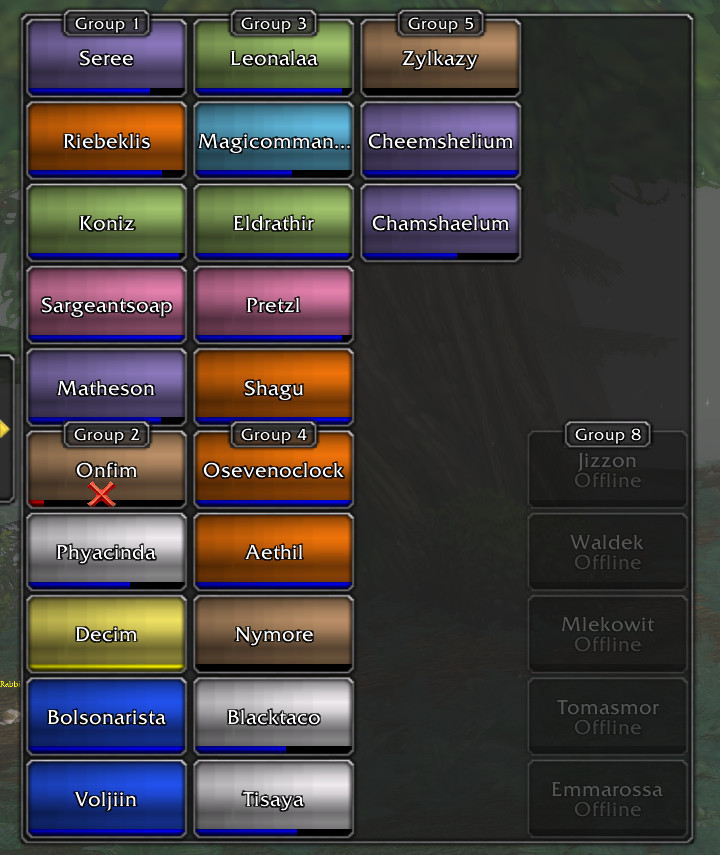 Group 1
Seree
Riebeklis
Koniz
Sargeantsoap
Matheson
Group 2
Onfim
Phyacinda
Decim
Bolsonarista
Voljiin
Group 3
Leonalaa
Magicomman...
Eldrathir
Pretzl
Shagu
Group 4
Osevenoclock
Aethil
Nymore
Blacktaco
Tisaya
Group 5
Zylkazy
Cheemshelium
Chamshaelum
Group 8
Jizzon
Offline
Waldek
Offline
Mlekowit
Offline
Tomasmor
Offline
Emmarossa
Offline
Rabbi